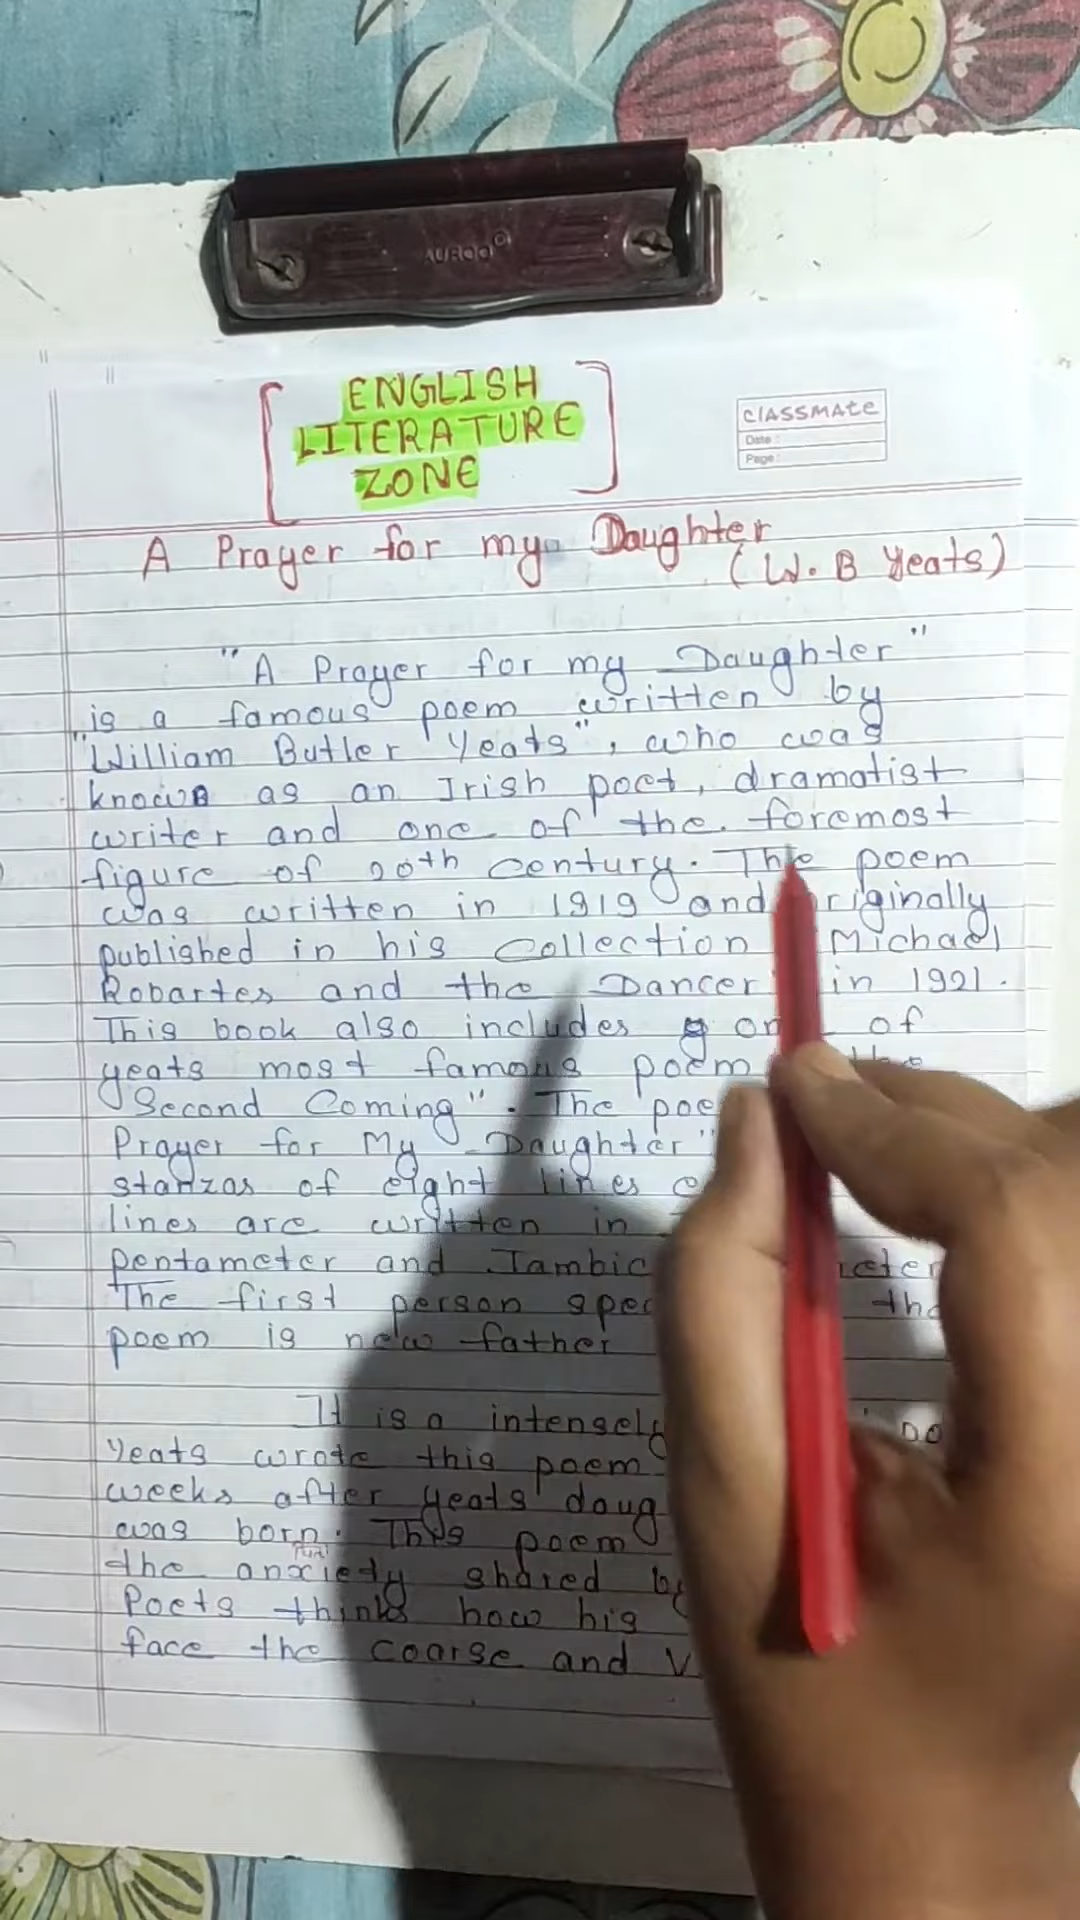 AUROO
ENGLISH
LITERATURE
ZONE
CLASSMATE
Date :
Page :
A Prayer for my Daughter
(W.B Yeats)
"A Prayer for my Daughter"
is a famous poem written by
"William Butler Yeats", who was
known as an Irish poet, dramatist
writer and one of the foremost
figure of 20th century. The poem
was written in 1919 and originally
published in his collection Michael
Robartes and the Dancer in 1921.
This book also includes of
yeats most famous poem the
Second Coming". The
Prayer for My Daughter"
stanzas of eight lines
lines are written in
pentameter and Iambic
The first person the
poem is new father
It is a intensely
Yeats wrote this poem
weeks after yeats'
was born. This poem
the anxiety shared
Poets thinks how his
face the coarse and